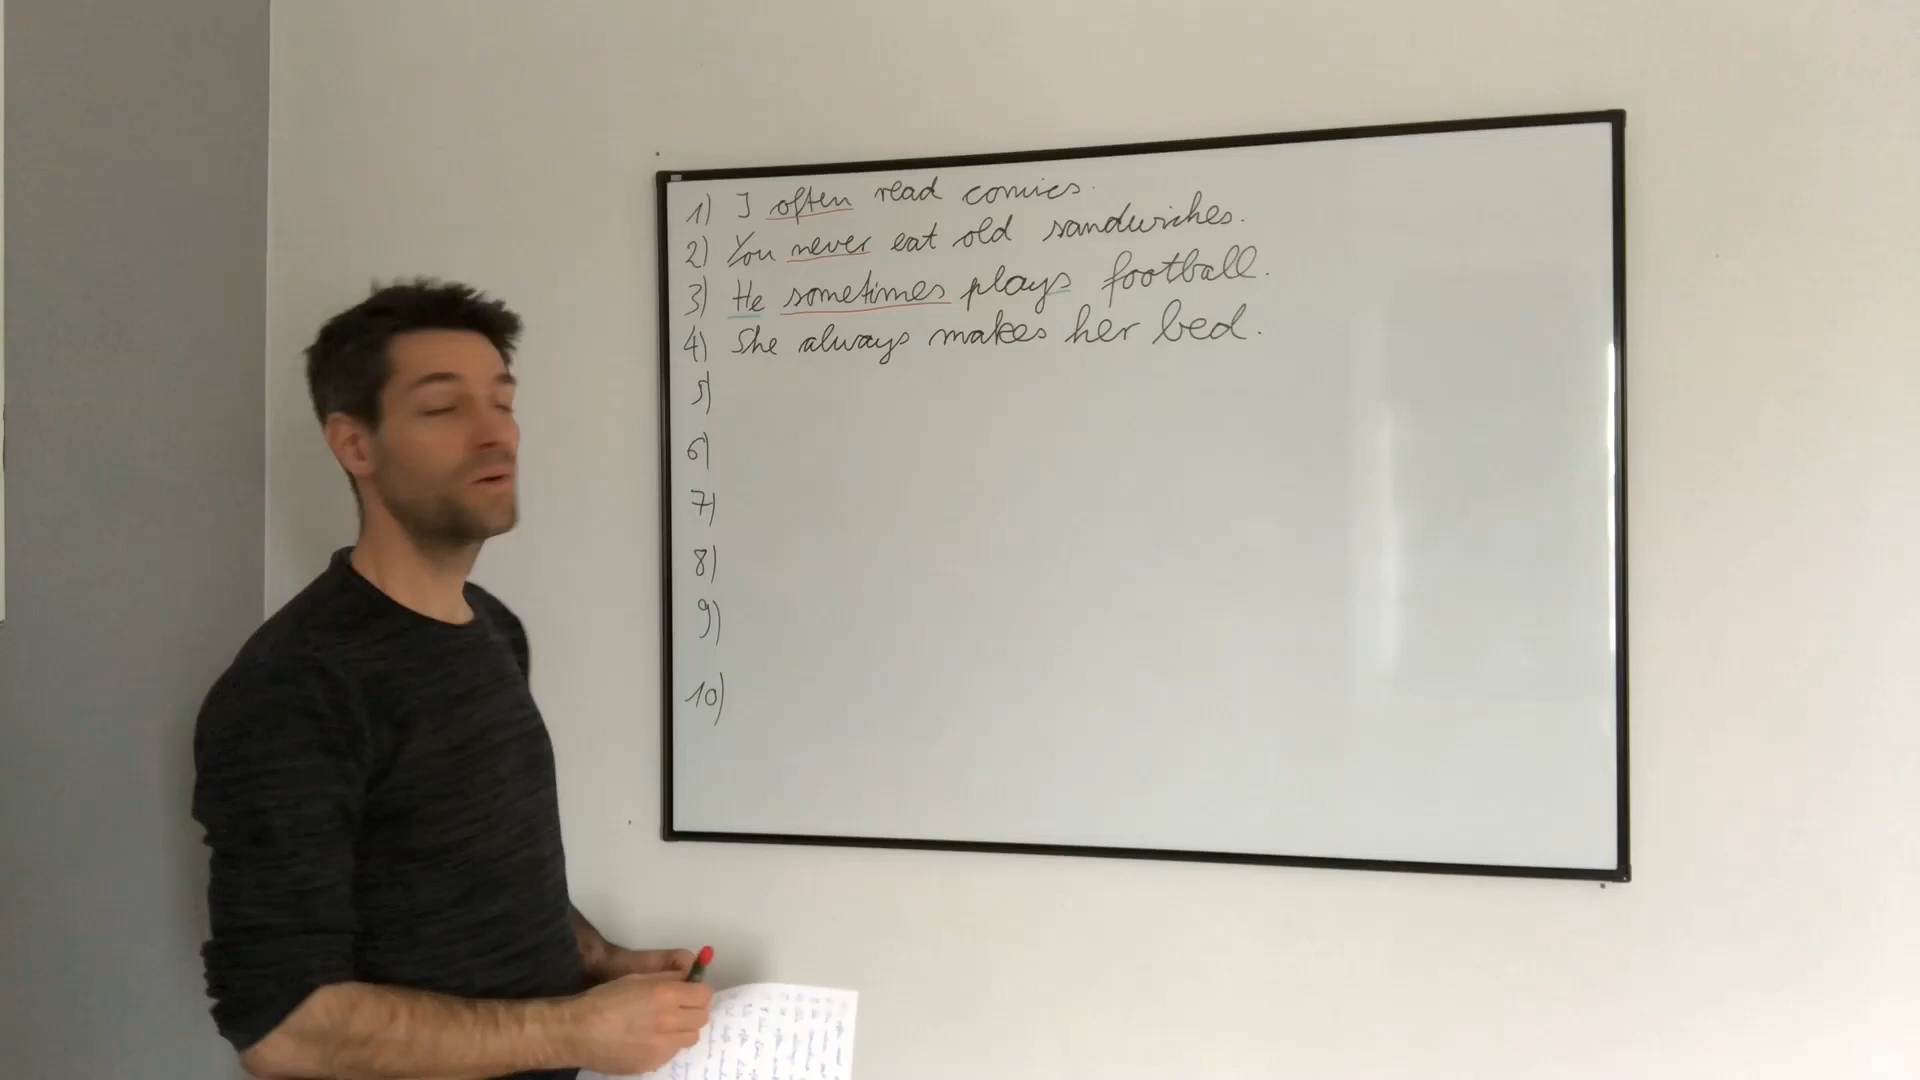 1) I often read comics.
2) You never eat old sandwiches.
3) He sometimes plays football.
4) She always makes her bed.
5)
6)
7)
8)
9)
10)